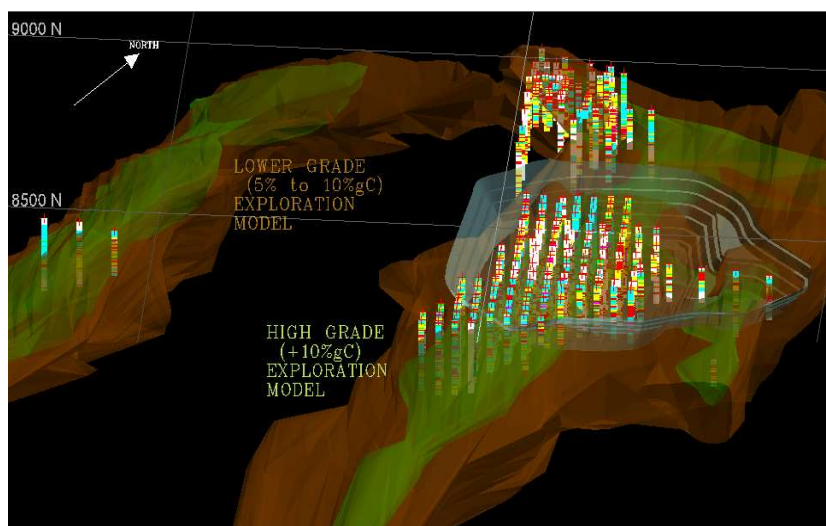 9000 N
NORTH
LOWER GRADE
(5% to 10%gC)
EXPLORATION
MODEL
8500 N
HIGH GRADE
(+10%gC)
EXPLORATION
MODEL